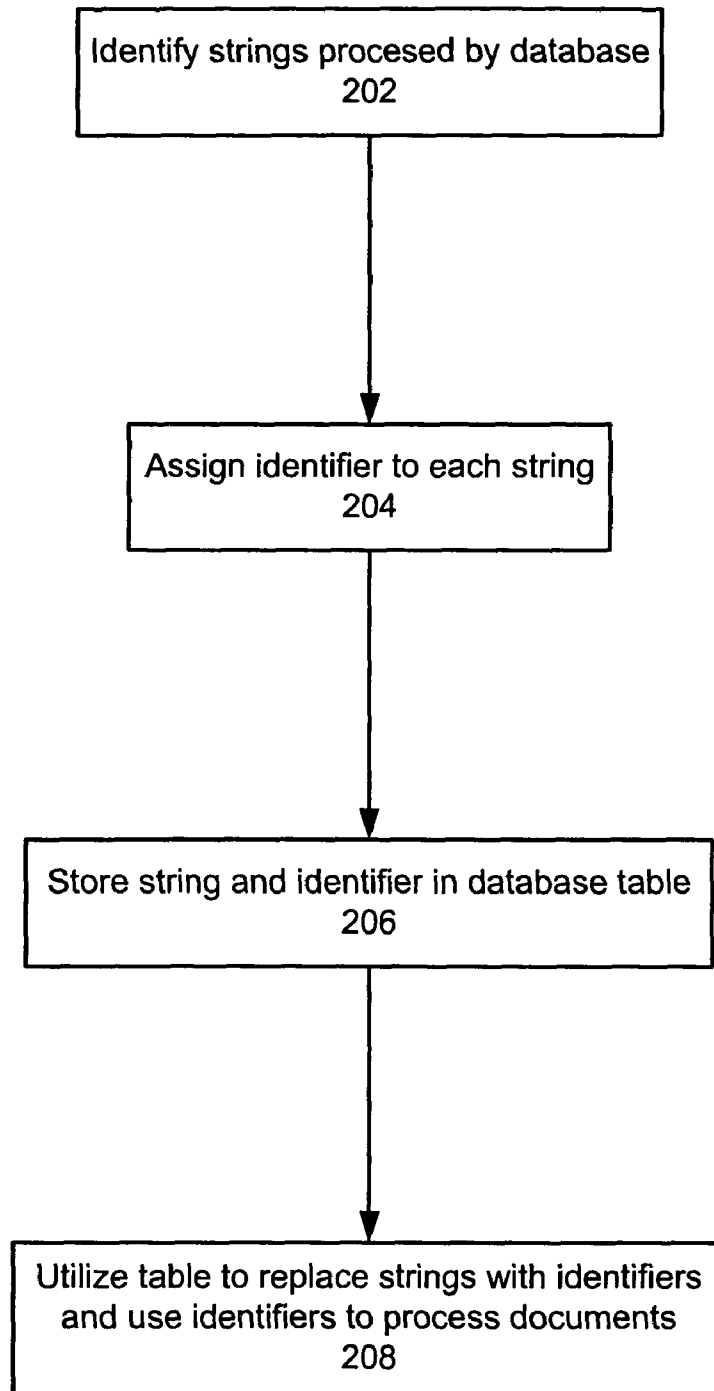 Identify strings procesed by database
202
Assign identifier to each string
204
Store string and identifier in database table
206
Utilize table to replace strings with identifiers
and use identifiers to process documents
208